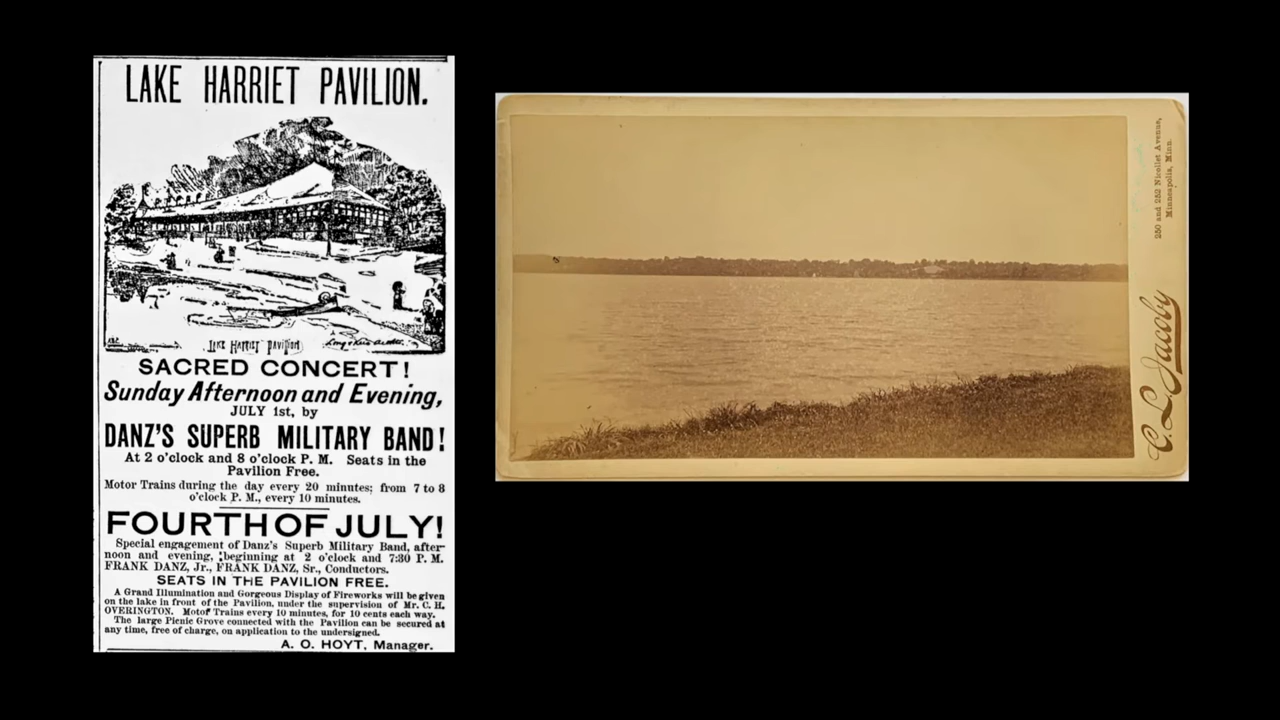 LAKE HARRIET PAVILION.
LAKE HARRIET PAVILION
SACRED CONCERT!
Sunday Afternoon and Evening,
JULY 1st, by
DANZ'S SUPERB MILITARY BAND!
At 2 o'clock and 8 o'clock P. M. Seats in the
Pavilion Free.
Motor Trains during the day every 20 minutes; from 7 to 8
o'clock P. M., every 10 minutes.
FOURTH OF JULY!
Special engagement of Danz's Superb Military Band, after-
noon and evening, beginning at 2 o'clock and 7:30 P. M.
FRANK DANZ, Jr., FRANK DANZ, Sr., Conductors.
SEATS IN THE PAVILION FREE.
A Grand Illumination and Gorgeous Display of Fireworks will be given
on the lake in front of the Pavilion, under the supervision of Mr. C. H.
OVERINGTON. Motor Trains every 10 minutes, for 10 cents each way.
The large Picnic Grove connected with the Pavilion can be secured at
any time, free of charge, on application to the undersigned.
A. O. HOYT, Manager.
250 and 252 Nicollet Avenue,
Minneapolis, Minn.
C. L. Jacoby